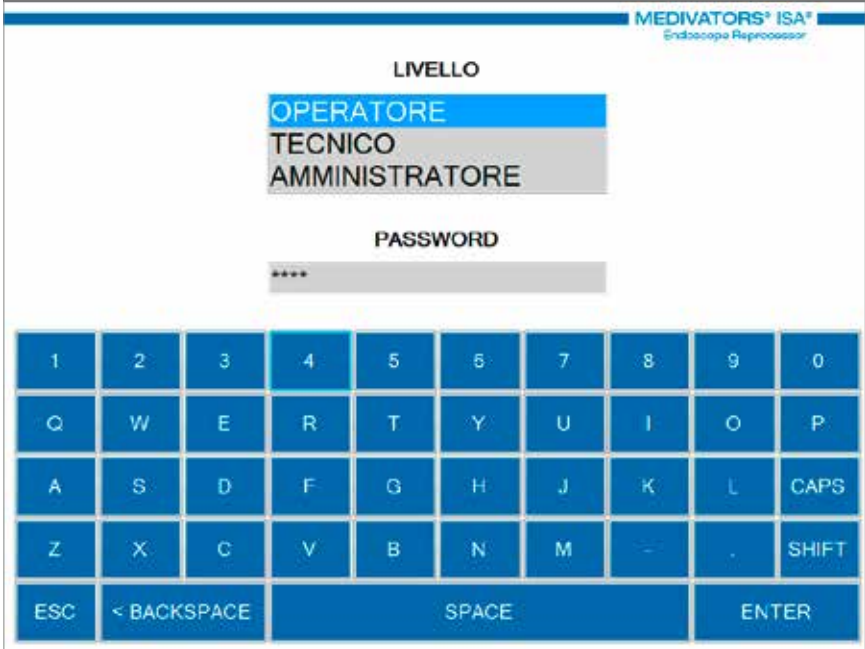 MEDIVATORS® ISA®
Endoscope Reprocessor
LIVELLO
OPERATORE
TECNICO
AMMINISTRATORE
PASSWORD
****
1 2 3 4 5 6 7 8 9 0
Q W E R T Y U I O P
A S D F G H J K L CAPS
Z X C V B N M - . SHIFT
ESC < BACKSPACE SPACE ENTER